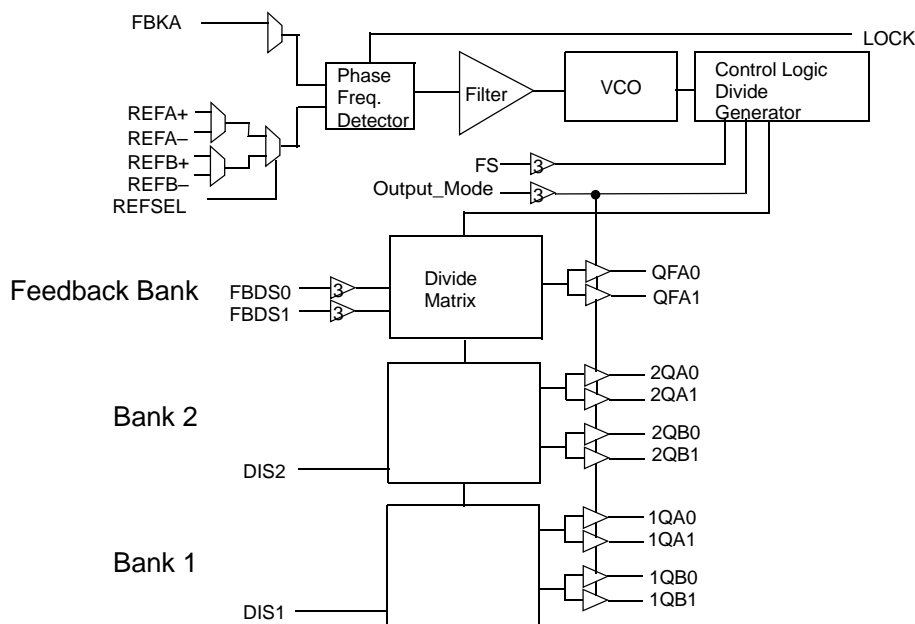 FBKA
LOCK
Phase
Freq.
Detector
Filter
VCO
Control Logic
Divide
Generator
REFA+
REFA–
REFB+
REFB–
REFSEL
FS
3
Output_Mode
3
Feedback Bank
FBDS0
3
FBDS1
3
Divide
Matrix
QFA0
QFA1
Bank 2
2QA0
2QA1
2QB0
2QB1
DIS2
Bank 1
1QA0
1QA1
1QB0
1QB1
DIS1